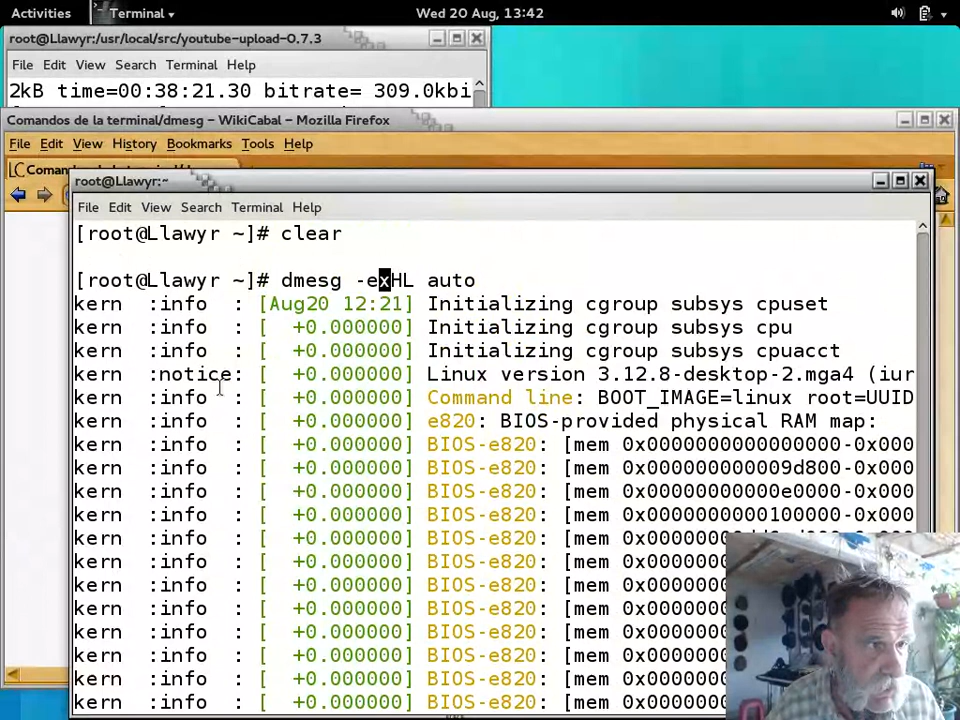 Activities Terminal Wed 20 Aug, 13:42
root@Llawyr:/usr/local/src/youtube-upload-0.7.3
File Edit View Search Terminal Help
2kB time=00:38:21.30 bitrate= 309.0kbi
Comandos de la terminal/dmesg – WikiCabal – Mozilla Firefox
File Edit View History Bookmarks Tools Help
root@Llawyr:~
File Edit View Search Terminal Help
[root@Llawyr ~]# clear
[root@Llawyr ~]# dmesg -exHL auto
kern :info : [Aug20 12:21] Initializing cgroup subsys cpuset
kern :info : [ +0.000000] Initializing cgroup subsys cpu
kern :info : [ +0.000000] Initializing cgroup subsys cpuacct
kern :notice: [ +0.000000] Linux version 3.12.8-desktop-2.mga4 (iur
kern :info : [ +0.000000] Command line: BOOT_IMAGE=linux root=UUID
kern :info : [ +0.000000] e820: BIOS-provided physical RAM map:
kern :info : [ +0.000000] BIOS-e820: [mem 0x0000000000000000-0x000
kern :info : [ +0.000000] BIOS-e820: [mem 0x000000000009d800-0x000
kern :info : [ +0.000000] BIOS-e820: [mem 0x00000000000e0000-0x000
kern :info : [ +0.000000] BIOS-e820: [mem 0x0000000000100000-0x000
kern :info : [ +0.000000] BIOS-e820: [mem
kern :info : [ +0.000000] BIOS-e820: [mem
kern :info : [ +0.000000] BIOS-e820: [mem
kern :info : [ +0.000000] BIOS-e820: [mem
kern :info : [ +0.000000] BIOS-e820: [mem
kern :info : [ +0.000000] BIOS-e820: [mem
kern :info : [ +0.000000] BIOS-e820: [mem
kern :info : [ +0.000000] BIOS-e820: [mem